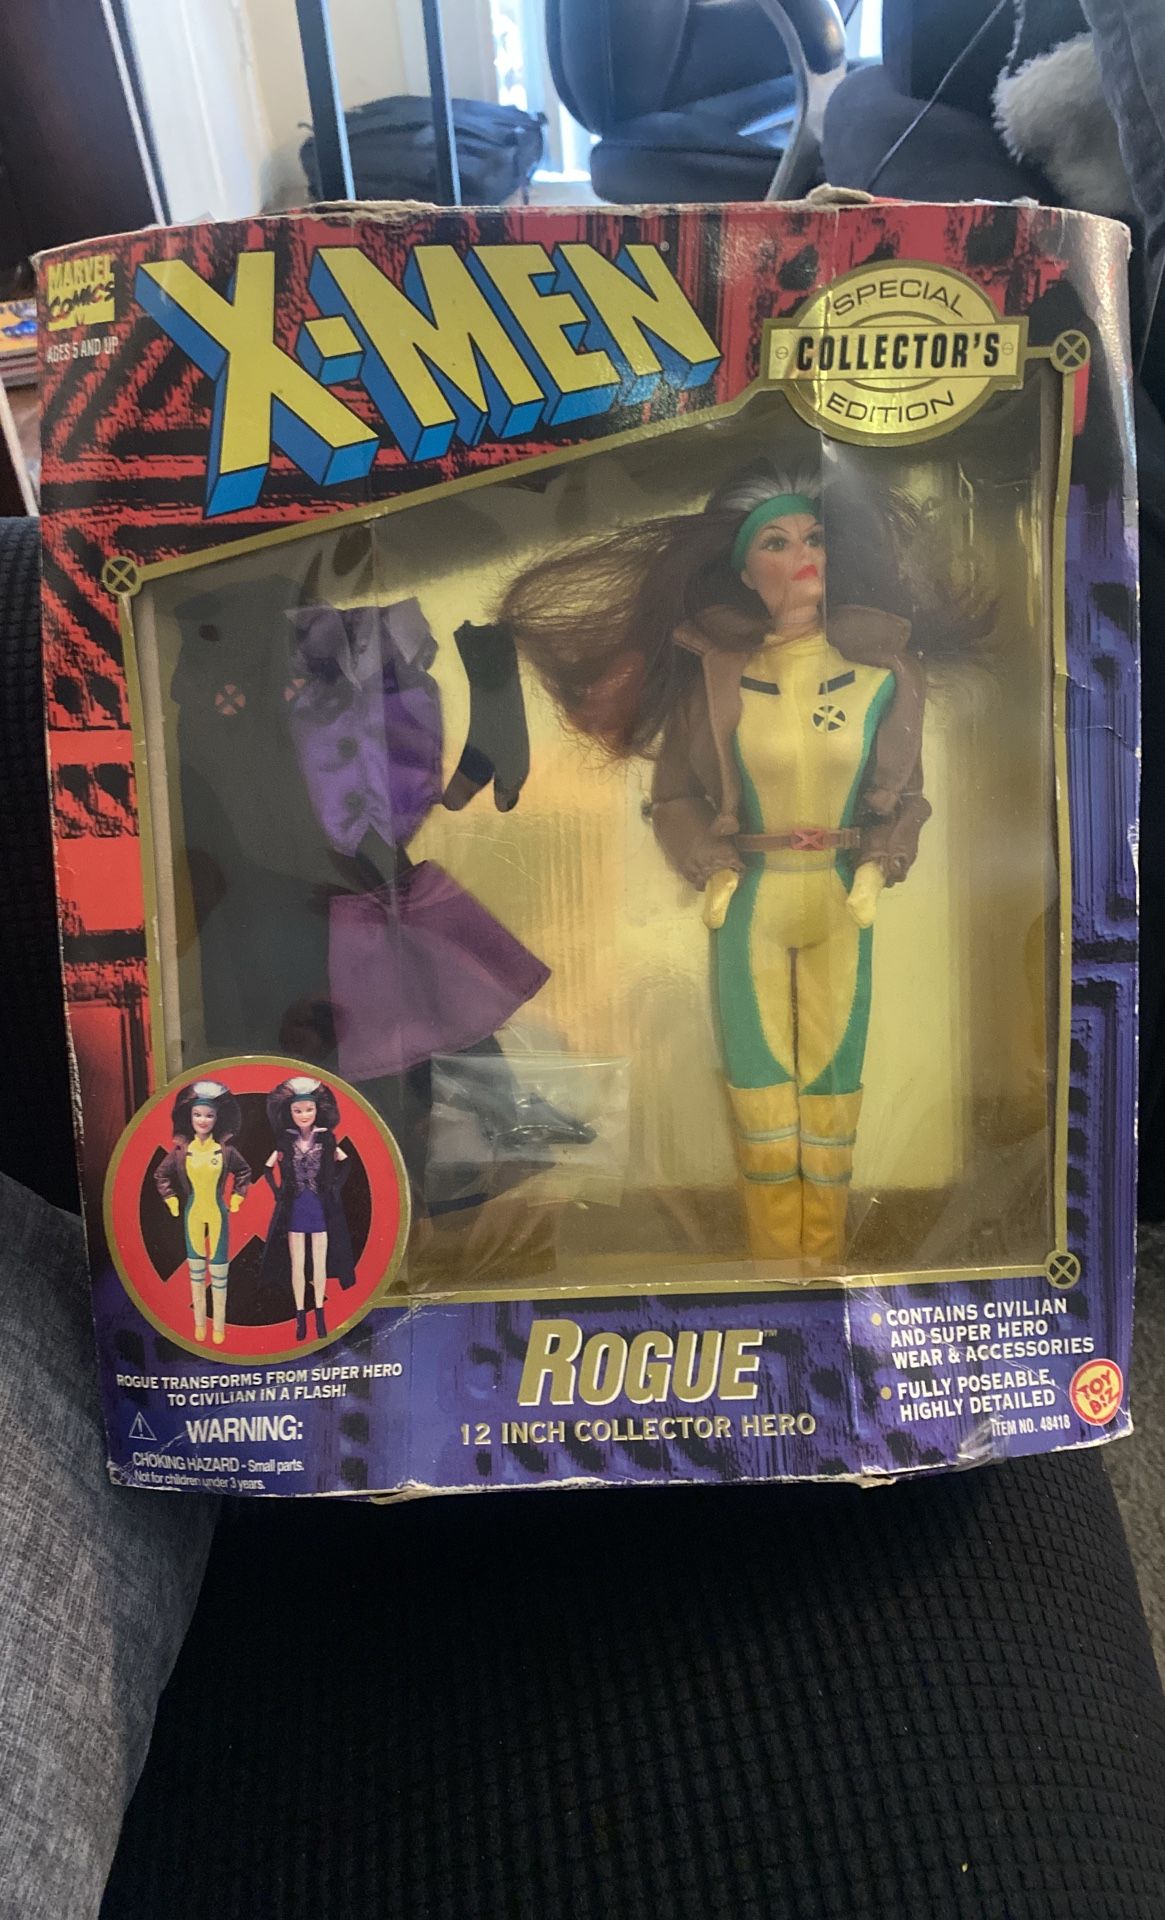 MARVEL
COMICS
AGES 5 AND UP
X-MEN
SPECIAL
COLLECTOR'S
EDITION
ROGUE TRANSFORMS FROM SUPER HERO
TO CIVILIAN IN A FLASH!
WARNING:
CHOKING HAZARD - Small parts.
Not for children under 3 years.
ROGUE™
12 INCH COLLECTOR HERO
• CONTAINS CIVILIAN
AND SUPER HERO
WEAR & ACCESSORIES
• FULLY POSEABLE,
HIGHLY DETAILED
TOY
BIZ
ITEM NO. 48418